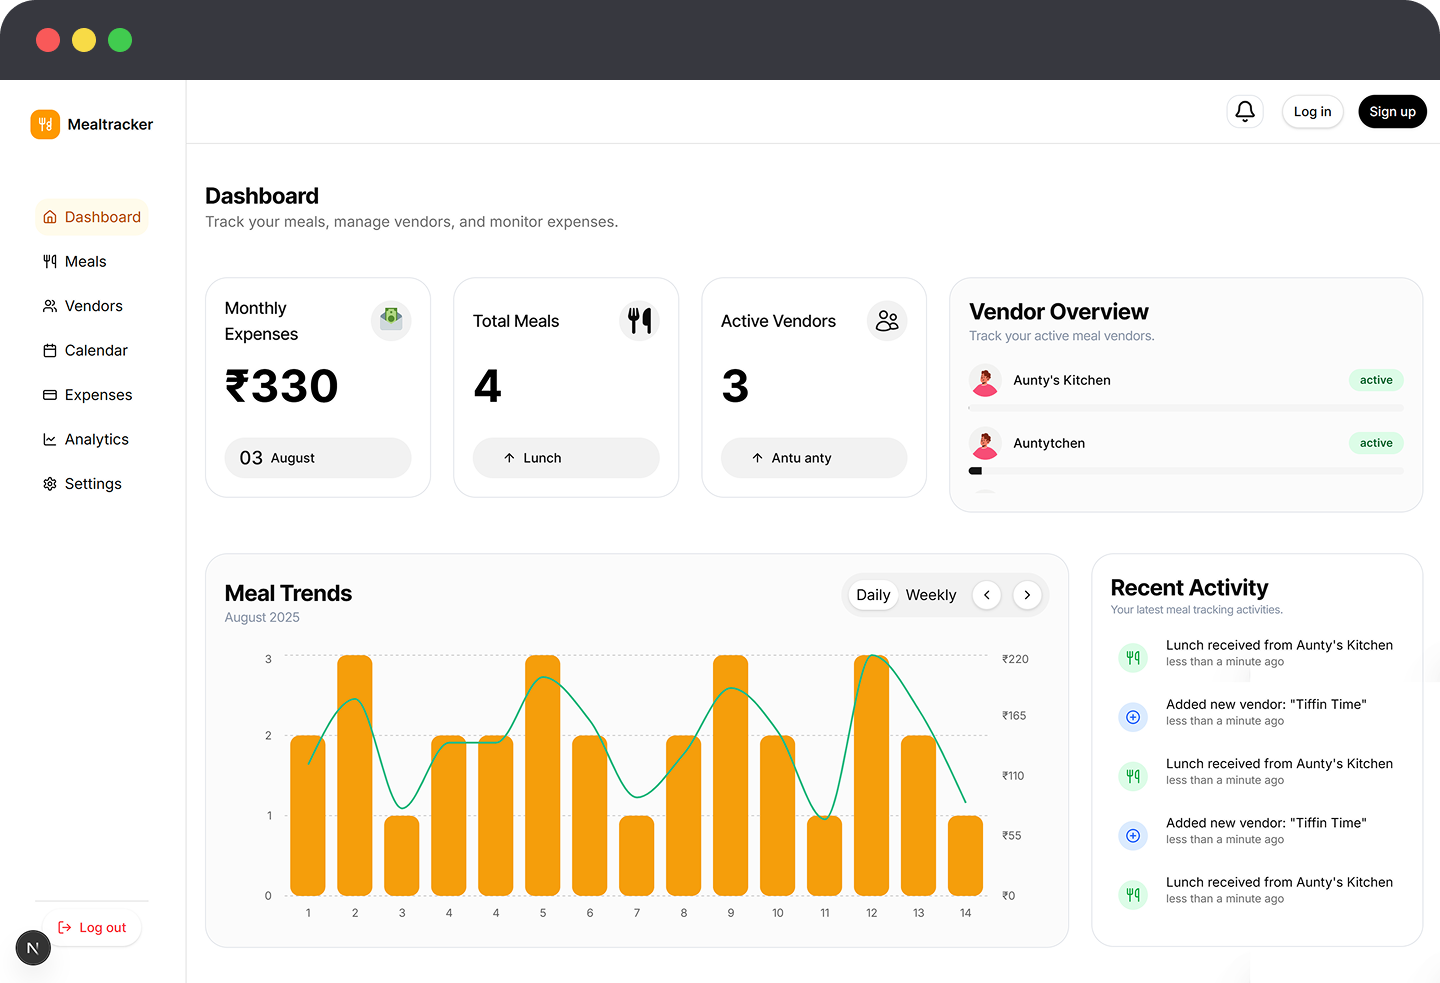 Mealtracker
Log in
Sign up
Dashboard
Meals
Vendors
Calendar
Expenses
Analytics
Settings
Log out
N
Dashboard
Track your meals, manage vendors, and monitor expenses.
Monthly
Expenses
₹330
03 August
Total Meals
4
Lunch
Active Vendors
3
Antu anty
Vendor Overview
Track your active meal vendors.
Aunty's Kitchen
active
Auntytchen
active
Meal Trends
August 2025
Daily
Weekly
3
2
1
0
₹220
₹165
₹110
₹55
₹0
1 2 3 4 4 5 6 7 8 9 10 11 12 13 14
Recent Activity
Your latest meal tracking activities.
Lunch received from Aunty's Kitchen
less than a minute ago
Added new vendor: "Tiffin Time"
less than a minute ago
Lunch received from Aunty's Kitchen
less than a minute ago
Added new vendor: "Tiffin Time"
less than a minute ago
Lunch received from Aunty's Kitchen
less than a minute ago